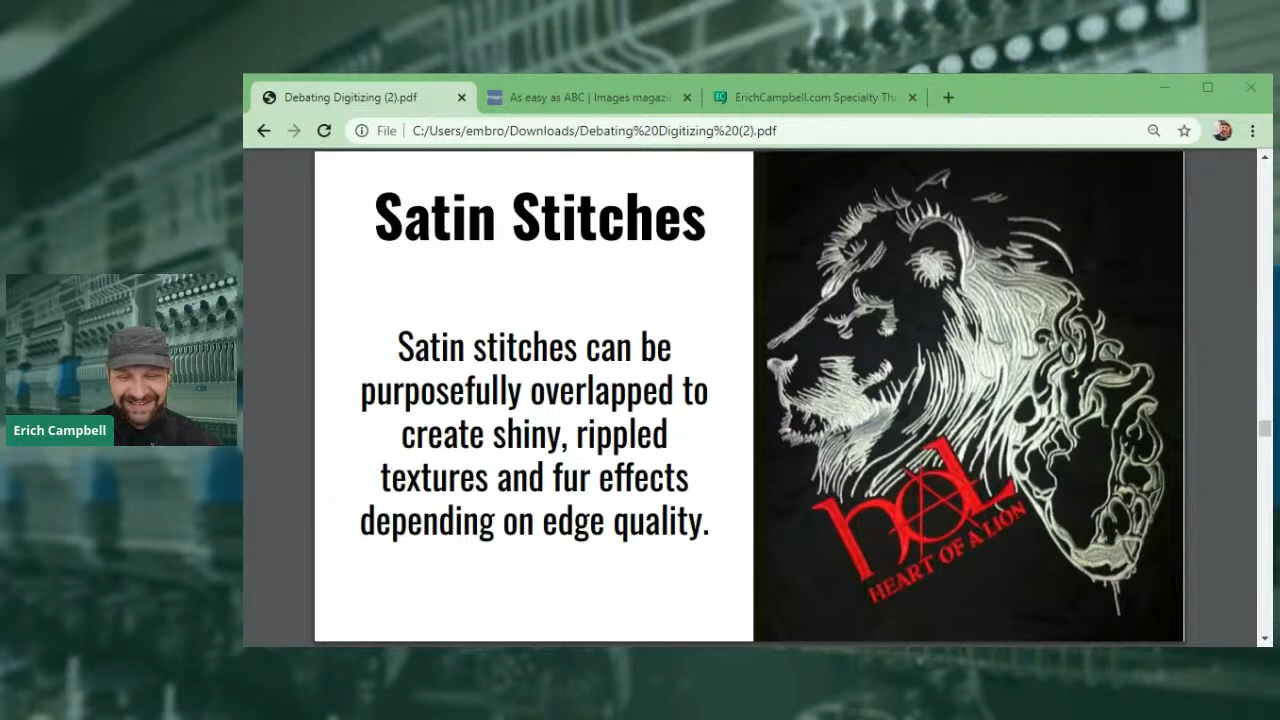 Debating Digitizing (2).pdf
As easy as ABC | Images magazi
ErichCampbell.com Specialty Th
File
C:/Users/embro/Downloads/Debating%20Digitizing%20(2).pdf
Satin Stitches
Satin stitches can be
purposefully overlapped to
create shiny, rippled
textures and fur effects
depending on edge quality.
hoL
HEART OF A LION
Erich Campbell